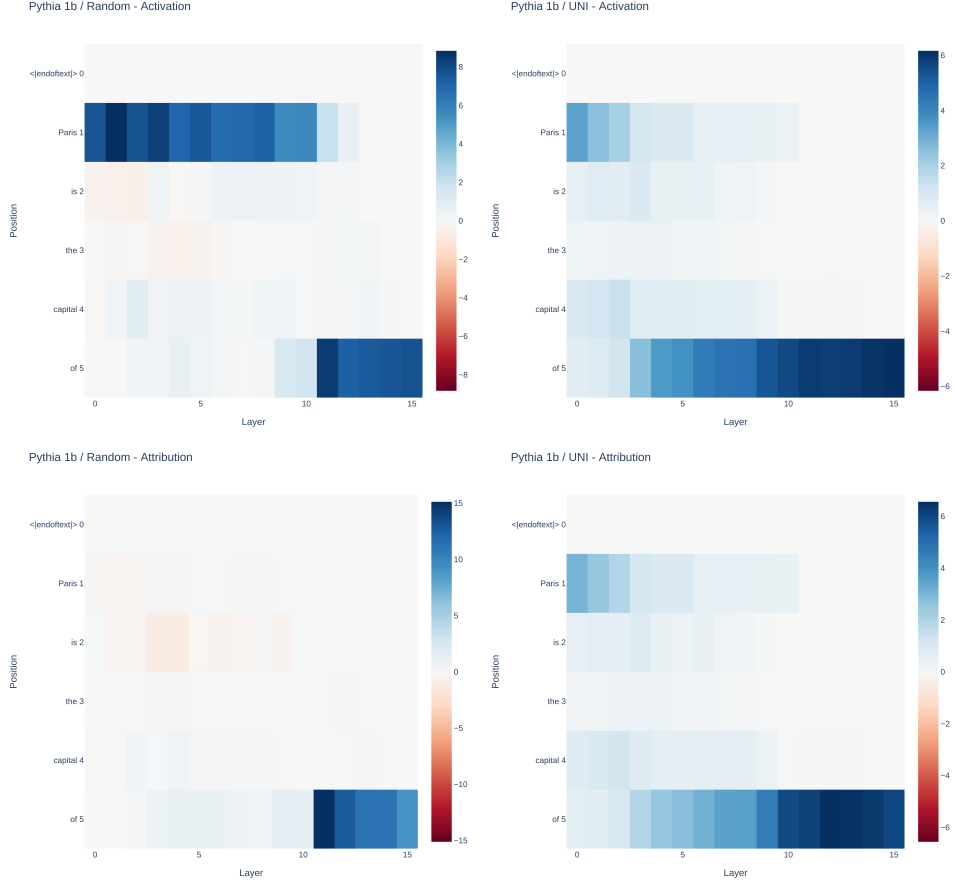 Pythia 1b / Random - Activation
<|endoftext|> 0
Paris 1
is 2
the 3
capital 4
of 5
Position
0
5
10
15
Layer
8
6
4
2
0
−2
−4
−6
−8
Pythia 1b / UNI - Activation
<|endoftext|> 0
Paris 1
is 2
the 3
capital 4
of 5
Position
0
5
10
15
Layer
6
4
2
0
−2
−4
−6
Pythia 1b / Random - Attribution
<|endoftext|> 0
Paris 1
is 2
the 3
capital 4
of 5
Position
0
5
10
15
Layer
15
10
5
0
−5
−10
−15
Pythia 1b / UNI - Attribution
<|endoftext|> 0
Paris 1
is 2
the 3
capital 4
of 5
Position
0
5
10
15
Layer
6
4
2
0
−2
−4
−6